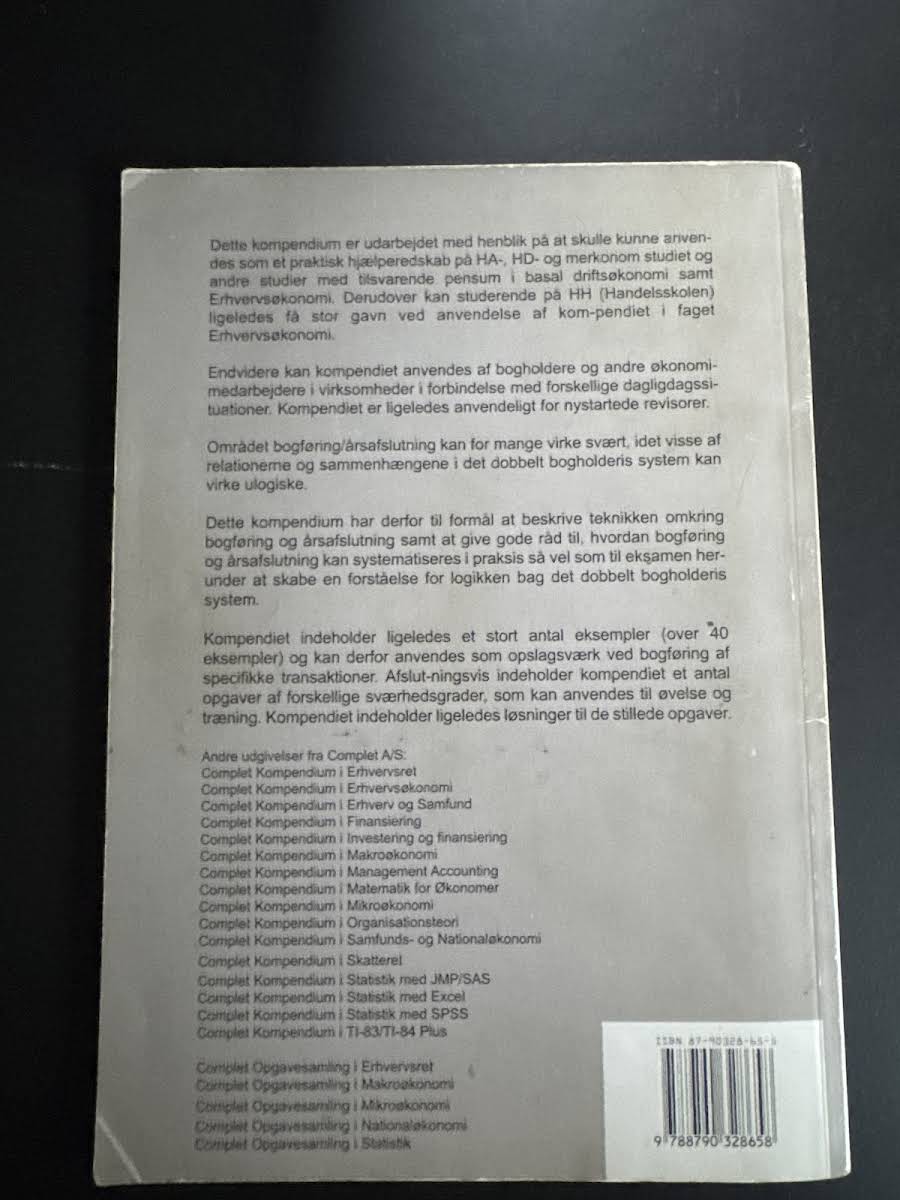 Dette kompendium er udarbejdet med henblik på at skulle kunne anven-
des som et praktisk hjælperedskab på HA-, HD- og merkonom studiet og
andre studier med tilsvarende pensum i basal driftsøkonomi samt
Erhvervsøkonomi. Derudover kan studerende på HH (Handelsskolen)
ligeledes få stor gavn ved anvendelse af kom-pendiet i faget
Erhvervsøkonomi.
Endvidere kan kompendiet anvendes af bogholdere og andre økonomi-
medarbejdere i virksomheder i forbindelse med forskellige dagligdagssi-
tuationer. Kompendiet er ligeledes anvendeligt for nystartede revisorer.
Området bogføring/årsafslutning kan for mange virke svært, idet visse af
relationerne og sammenhængene i det dobbelt bogholderis system kan
virke ulogiske.
Dette kompendium har derfor til formål at beskrive teknikken omkring
bogføring og årsafslutning samt at give gode råd til, hvordan bogføring
og årsafslutning kan systematiseres i praksis så vel som til eksamen her-
under at skabe en forståelse for logikken bag det dobbelt bogholderis
system.
Kompendiet indeholder ligeledes et stort antal eksempler (over 40
eksempler) og kan derfor anvendes som opslagsværk ved bogføring af
specifikke transaktioner. Afslut-ningsvis indeholder kompendiet et antal
opgaver af forskellige sværhedsgrader, som kan anvendes til øvelse og
træning. Kompendiet indeholder ligeledes løsninger til de stillede opgaver.
Andre udgivelser fra Complet A/S:
Complet Kompendium i Erhvervsret
Complet Kompendium i Erhvervsøkonomi
Complet Kompendium i Erhverv og Samfund
Complet Kompendium i Finansiering
Complet Kompendium i Investering og finansiering
Complet Kompendium i Makroøkonomi
Complet Kompendium i Management Accounting
Complet Kompendium i Matematik for Økonomer
Complet Kompendium i Mikroøkonomi
Complet Kompendium i Organisationsteori
Complet Kompendium i Samfunds- og Nationaløkonomi
Complet Kompendium i Skatteret
Complet Kompendium i Statistik med JMP/SAS
Complet Kompendium i Statistik med Excel
Complet Kompendium i Statistik med SPSS
Complet Kompendium i TI-83/TI-84 Plus
Complet Opgavesamling i Erhvervsret
Complet Opgavesamling i Makroøkonomi
Complet Opgavesamling i Mikroøkonomi
Complet Opgavesamling i Nationaløkonomi
Complet Opgavesamling i Statistik
ISBN 87-90328-65-5
9 788790 328658